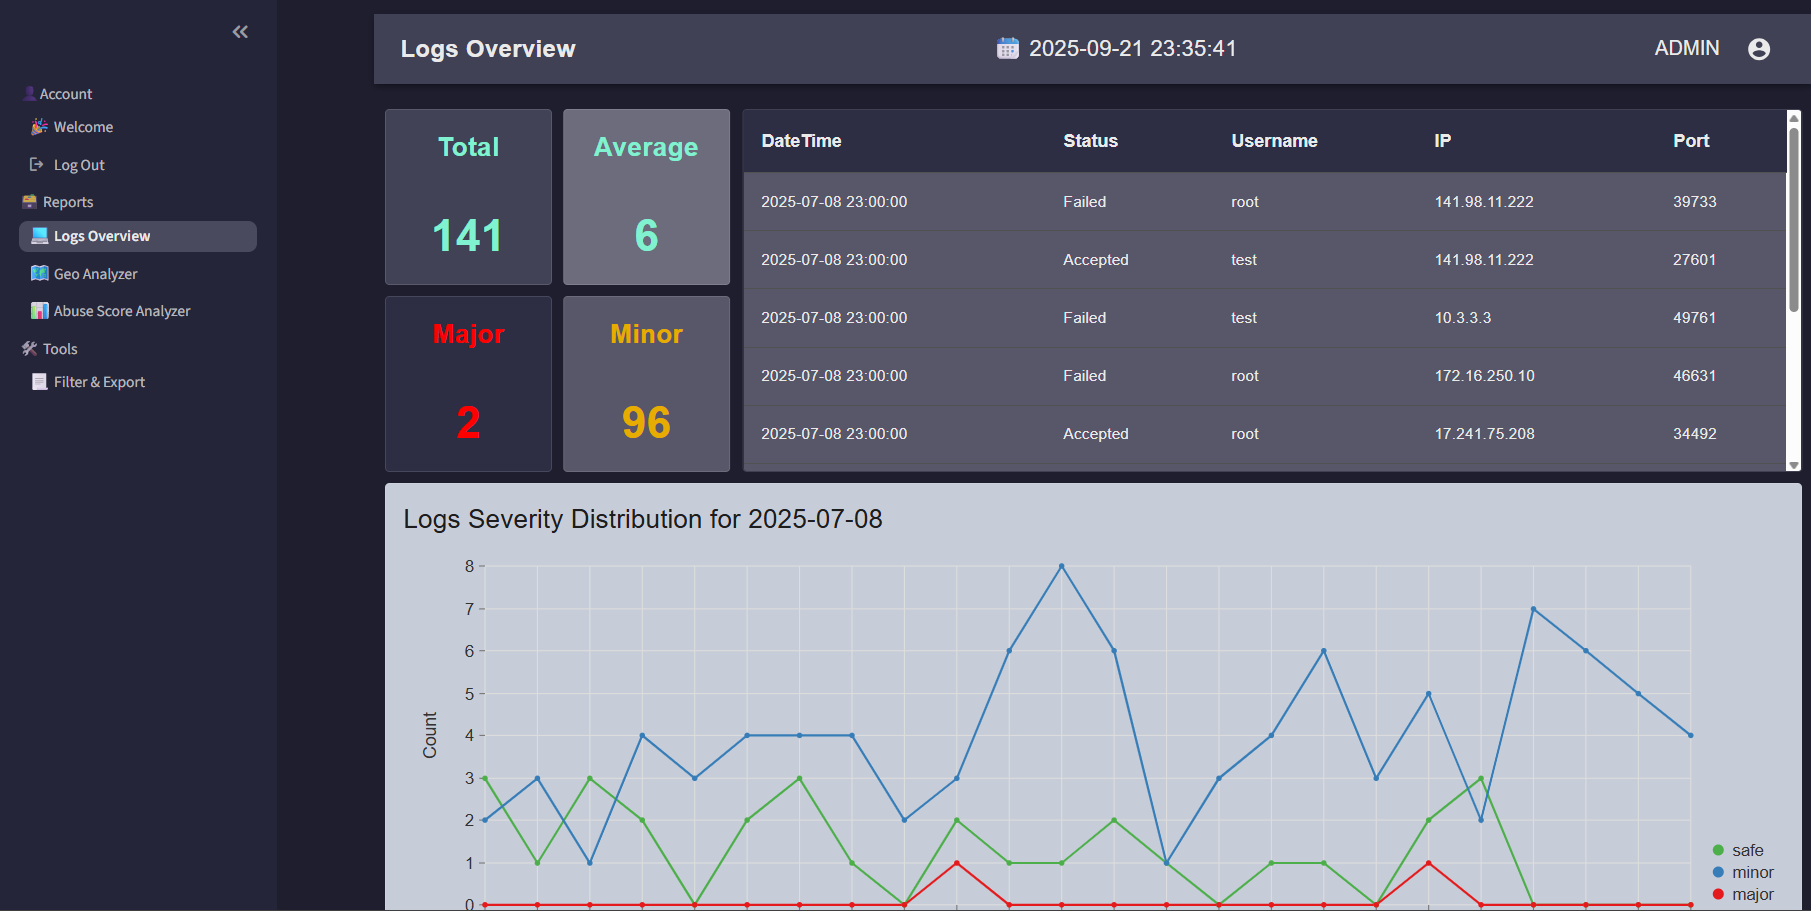 Account
Welcome
Log Out
Reports
Logs Overview
Geo Analyzer
Abuse Score Analyzer
Tools
Filter & Export
Logs Overview 2025-09-21 23:35:41 ADMIN
Total
141
Average
6
Major
2
Minor
96
DateTime Status Username IP Port
2025-07-08 23:00:00 Failed root 141.98.11.222 39733
2025-07-08 23:00:00 Accepted test 141.98.11.222 27601
2025-07-08 23:00:00 Failed test 10.3.3.3 49761
2025-07-08 23:00:00 Failed root 172.16.250.10 46631
2025-07-08 23:00:00 Accepted root 17.241.75.208 34492
Logs Severity Distribution for 2025-07-08
Count
8
7
6
5
4
3
2
1
0
safe
minor
major